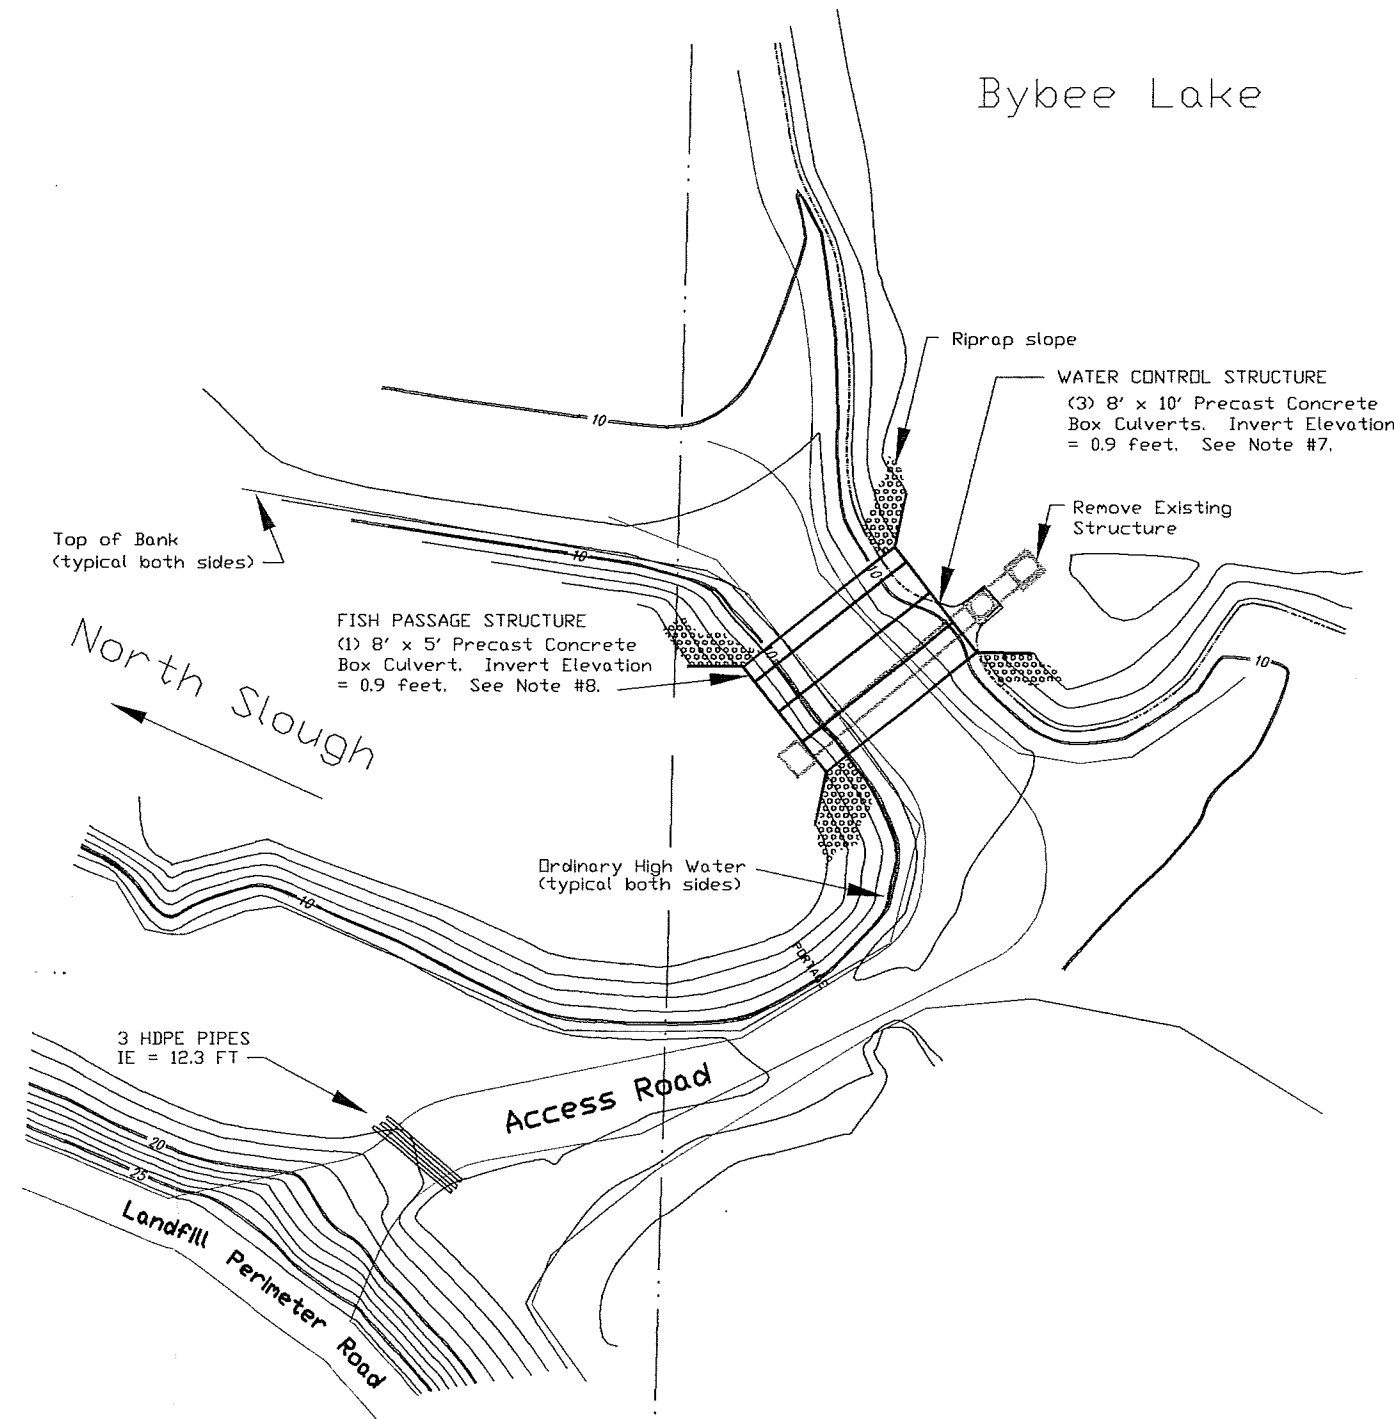 Bybee Lake
Riprap slope
WATER CONTROL STRUCTURE
(3) 8' x 10' Precast Concrete
Box Culverts. Invert Elevation
= 0.9 feet. See Note #7.
10
Remove Existing
Structure
Top of Bank
(typical both sides)
10
10
FISH PASSAGE STRUCTURE
(1) 8' x 5' Precast Concrete
Box Culvert. Invert Elevation
= 0.9 feet. See Note #8.
10
10
North Slough
Ordinary High Water
(typical both sides)
10
PORTAGE
3 HDPE PIPES
IE = 12.3 FT
Access Road
20
25
Landfill Perimeter Road